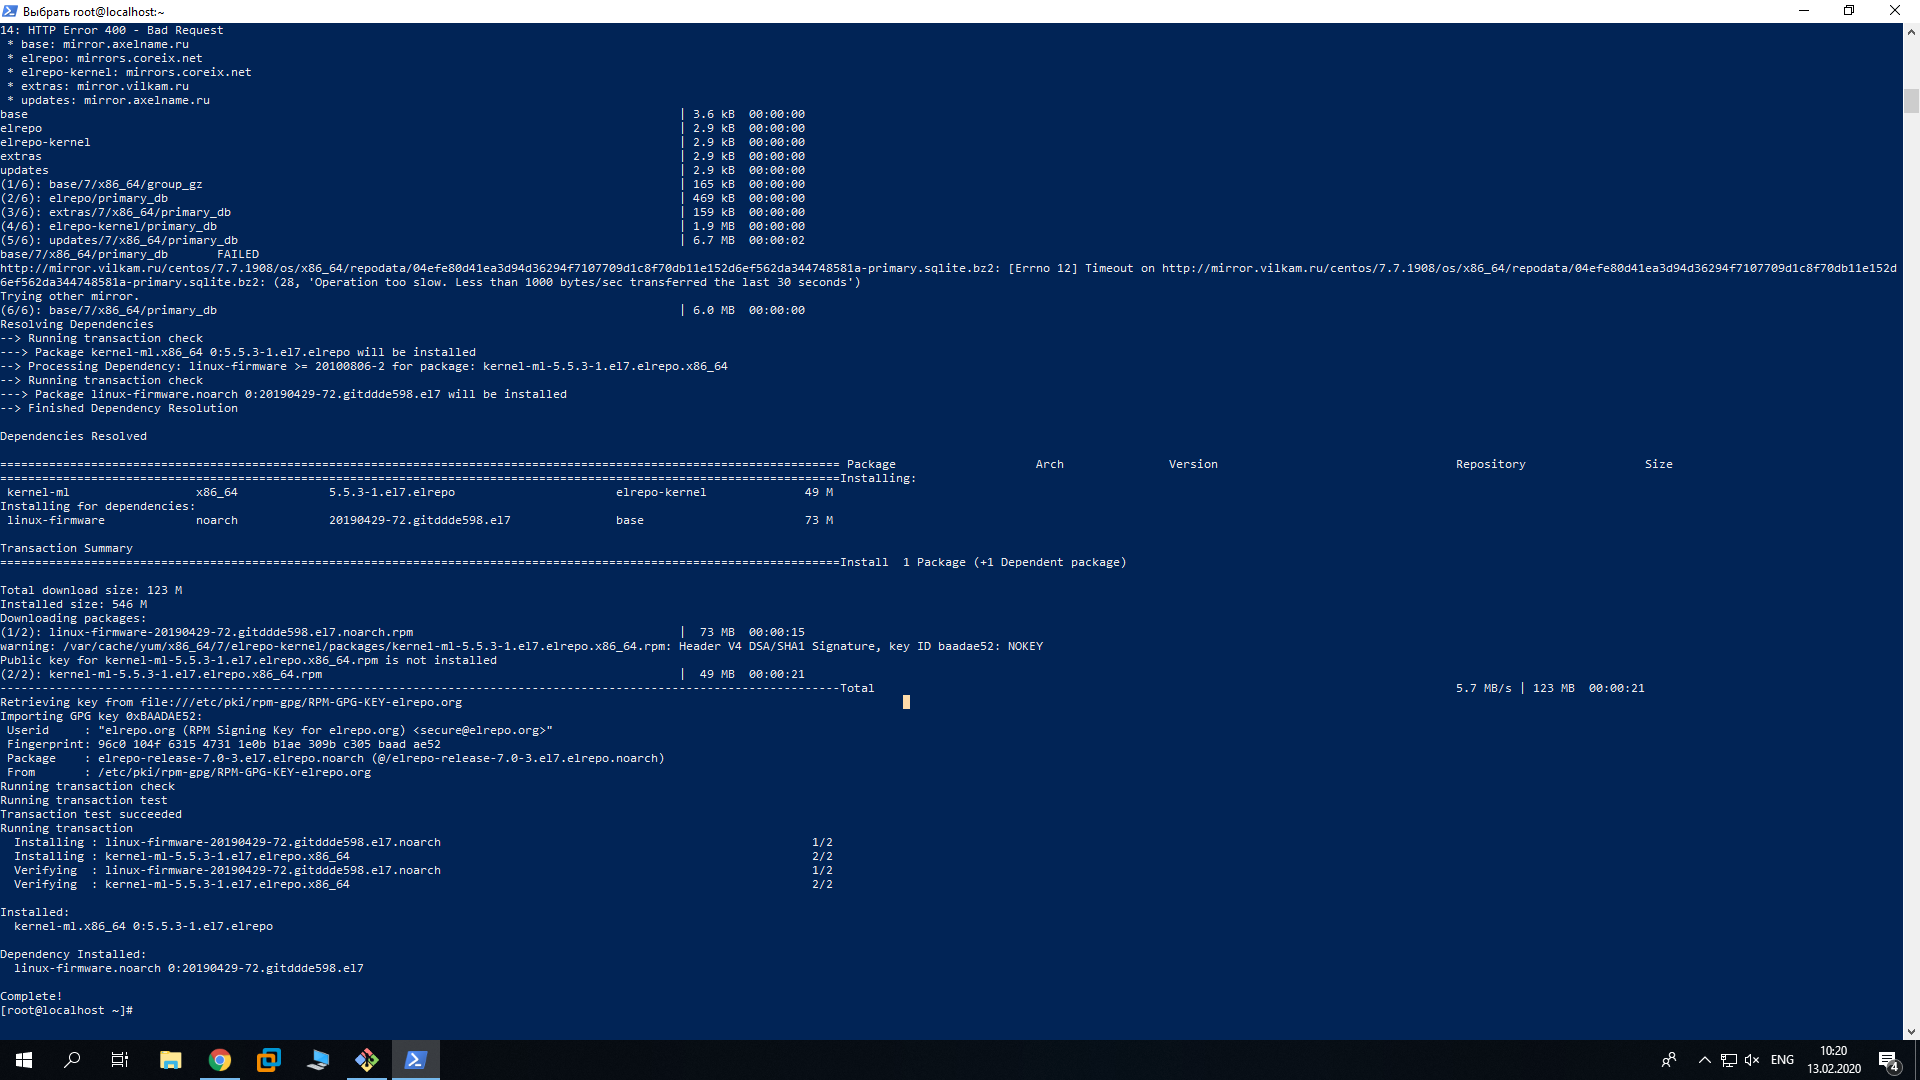 Выбрать root@localhost:~
14: HTTP Error 400 - Bad Request
 * base: mirror.axelname.ru
 * elrepo: mirrors.coreix.net
 * elrepo-kernel: mirrors.coreix.net
 * extras: mirror.vilkam.ru
 * updates: mirror.axelname.ru
base | 3.6 kB 00:00:00
elrepo | 2.9 kB 00:00:00
elrepo-kernel | 2.9 kB 00:00:00
extras | 2.9 kB 00:00:00
updates | 2.9 kB 00:00:00
(1/6): base/7/x86_64/group_gz | 165 kB 00:00:00
(2/6): elrepo/primary_db | 469 kB 00:00:00
(3/6): extras/7/x86_64/primary_db | 159 kB 00:00:00
(4/6): elrepo-kernel/primary_db | 1.9 MB 00:00:00
(5/6): updates/7/x86_64/primary_db | 6.7 MB 00:00:02
base/7/x86_64/primary_db FAILED
http://mirror.vilkam.ru/centos/7.7.1908/os/x86_64/repodata/04efe80d41ea3d94d36294f7107709d1c8f70db11e152d6ef562da344748581a-primary.sqlite.bz2: [Errno 12] Timeout on http://mirror.vilkam.ru/centos/7.7.1908/os/x86_64/repodata/04efe80d41ea3d94d36294f7107709d1c8f70db11e152d
6ef562da344748581a-primary.sqlite.bz2: (28, 'Operation too slow. Less than 1000 bytes/sec transferred the last 30 seconds')
Trying other mirror.
(6/6): base/7/x86_64/primary_db | 6.0 MB 00:00:00
Resolving Dependencies
--> Running transaction check
---> Package kernel-ml.x86_64 0:5.5.3-1.el7.elrepo will be installed
--> Processing Dependency: linux-firmware >= 20100806-2 for package: kernel-ml-5.5.3-1.el7.elrepo.x86_64
--> Running transaction check
---> Package linux-firmware.noarch 0:20190429-72.gitddde598.el7 will be installed
--> Finished Dependency Resolution
Dependencies Resolved
======================================================================================================================== Package Arch Version Repository Size
========================================================================================================================Installing:
 kernel-ml x86_64 5.5.3-1.el7.elrepo elrepo-kernel 49 M
Installing for dependencies:
 linux-firmware noarch 20190429-72.gitddde598.el7 base 73 M
Transaction Summary
========================================================================================================================Install 1 Package (+1 Dependent package)
Total download size: 123 M
Installed size: 546 M
Downloading packages:
(1/2): linux-firmware-20190429-72.gitddde598.el7.noarch.rpm | 73 MB 00:00:15
warning: /var/cache/yum/x86_64/7/elrepo-kernel/packages/kernel-ml-5.5.3-1.el7.elrepo.x86_64.rpm: Header V4 DSA/SHA1 Signature, key ID baadae52: NOKEY
Public key for kernel-ml-5.5.3-1.el7.elrepo.x86_64.rpm is not installed
(2/2): kernel-ml-5.5.3-1.el7.elrepo.x86_64.rpm | 49 MB 00:00:21
------------------------------------------------------------------------------------------------------------------------Total 5.7 MB/s | 123 MB 00:00:21
Retrieving key from file:///etc/pki/rpm-gpg/RPM-GPG-KEY-elrepo.org
Importing GPG key 0xBAADAE52:
 Userid : "elrepo.org (RPM Signing Key for elrepo.org) <secure@elrepo.org>"
 Fingerprint: 96c0 104f 6315 4731 1e0b b1ae 309b c305 baad ae52
 Package : elrepo-release-7.0-3.el7.elrepo.noarch (@/elrepo-release-7.0-3.el7.elrepo.noarch)
 From : /etc/pki/rpm-gpg/RPM-GPG-KEY-elrepo.org
Running transaction check
Running transaction test
Transaction test succeeded
Running transaction
  Installing : linux-firmware-20190429-72.gitddde598.el7.noarch 1/2
  Installing : kernel-ml-5.5.3-1.el7.elrepo.x86_64 2/2
  Verifying : linux-firmware-20190429-72.gitddde598.el7.noarch 1/2
  Verifying : kernel-ml-5.5.3-1.el7.elrepo.x86_64 2/2
Installed:
  kernel-ml.x86_64 0:5.5.3-1.el7.elrepo
Dependency Installed:
  linux-firmware.noarch 0:20190429-72.gitddde598.el7
Complete!
[root@localhost ~]#
ENG
10:20
13.02.2020
4